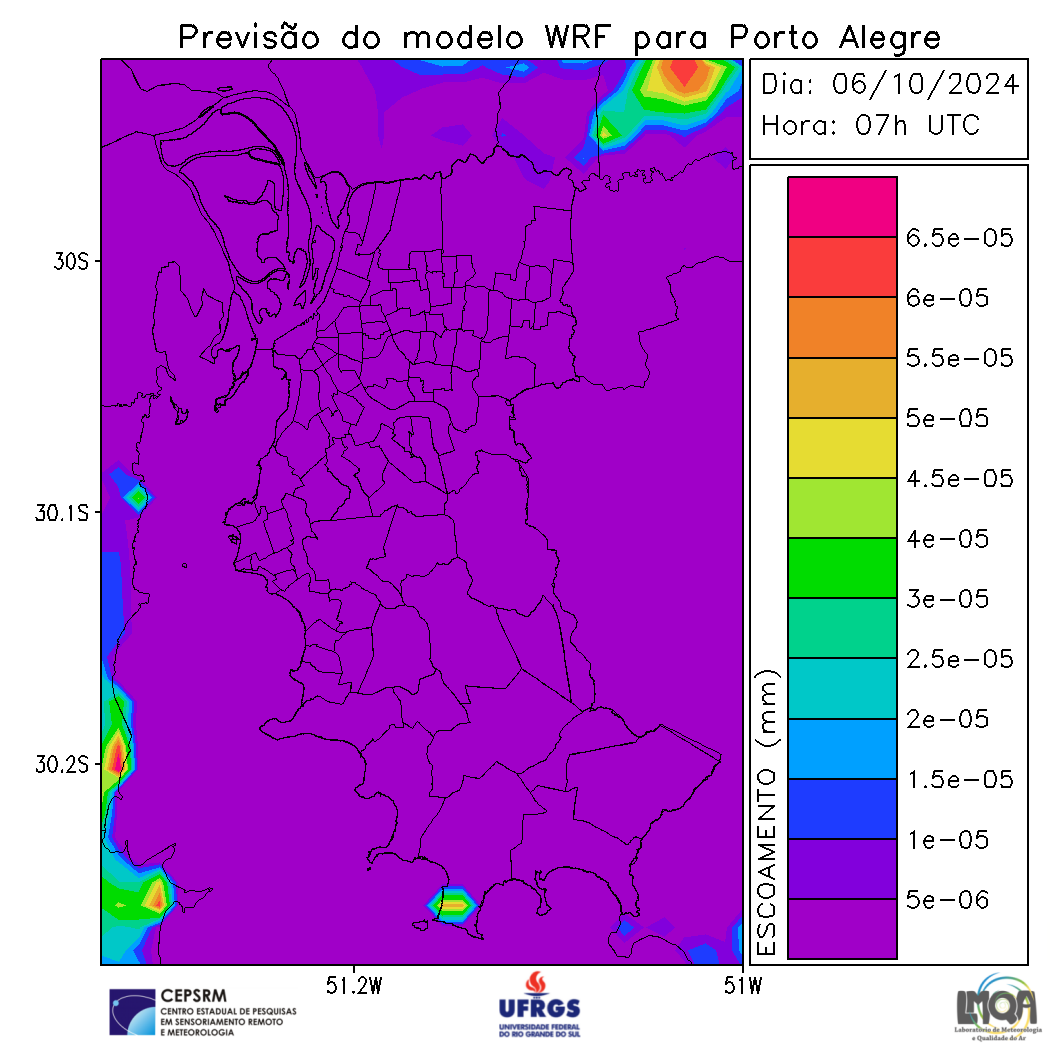 Previsão do modelo WRF para Porto Alegre
Dia: 06/10/2024
Hora: 07h UTC
6.5e-05
6e-05
5.5e-05
5e-05
4.5e-05
4e-05
3e-05
2.5e-05
2e-05
1.5e-05
1e-05
5e-06
ESCOAMENTO (mm)
30S
30.1S
30.2S
51.2W
51W
CEPSRM
CENTRO ESTADUAL DE PESQUISAS
EM SENSORIAMENTO REMOTO
E METEOROLOGIA
UFRGS
UNIVERSIDADE FEDERAL
DO RIO GRANDE DO SUL
LMQA
Laboratório de Meteorologia
e Qualidade do Ar